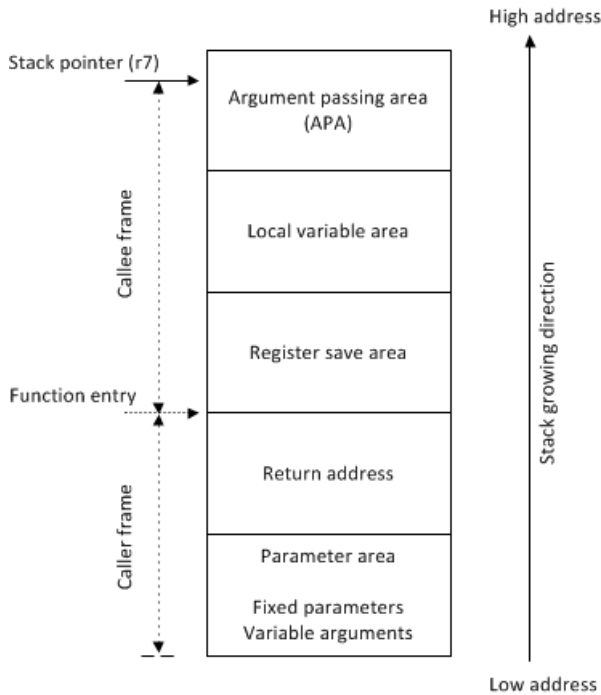 High address
Stack pointer (r7)
Argument passing area
(APA)
Callee frame
Local variable area
Stack growing direction
Register save area
Function entry
Return address
Caller frame
Parameter area
Fixed parameters
Variable arguments
Low address